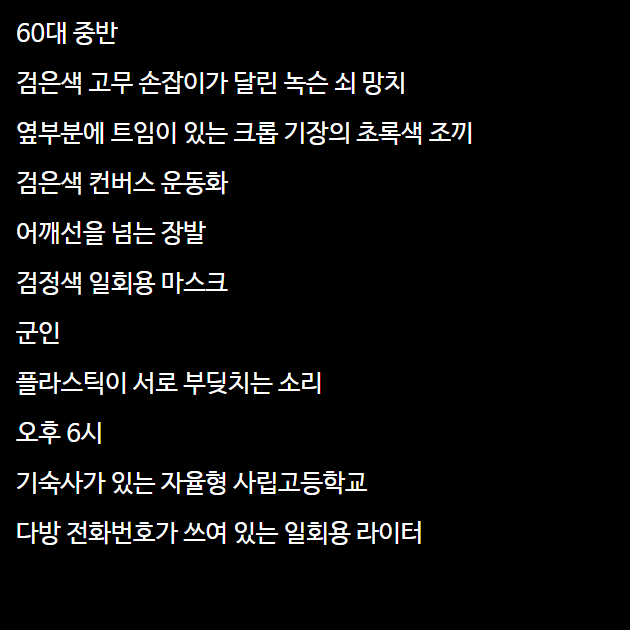 60대 중반
검은색 고무 손잡이가 달린 녹슨 쇠 망치
옆부분에 트임이 있는 크롭 기장의 초록색 조끼
검은색 컨버스 운동화
어깨선을 넘는 장발
검정색 일회용 마스크
군인
플라스틱이 서로 부딪치는 소리
오후 6시
기숙사가 있는 자율형 사립고등학교
다방 전화번호가 쓰여 있는 일회용 라이터